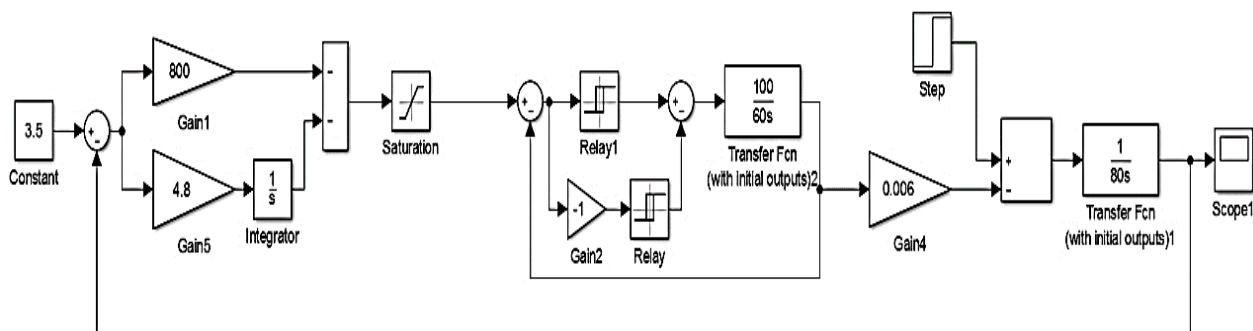 800
Gain1
3.5
Constant
4.8
Gain5
1
s
Integrator
Saturation
Relay1
-1
Gain2
Relay
100
60s
Transfer Fcn
(with initial outputs)2
0.006
Gain4
Step
1
80s
Transfer Fcn
(with initial outputs)1
Scope1